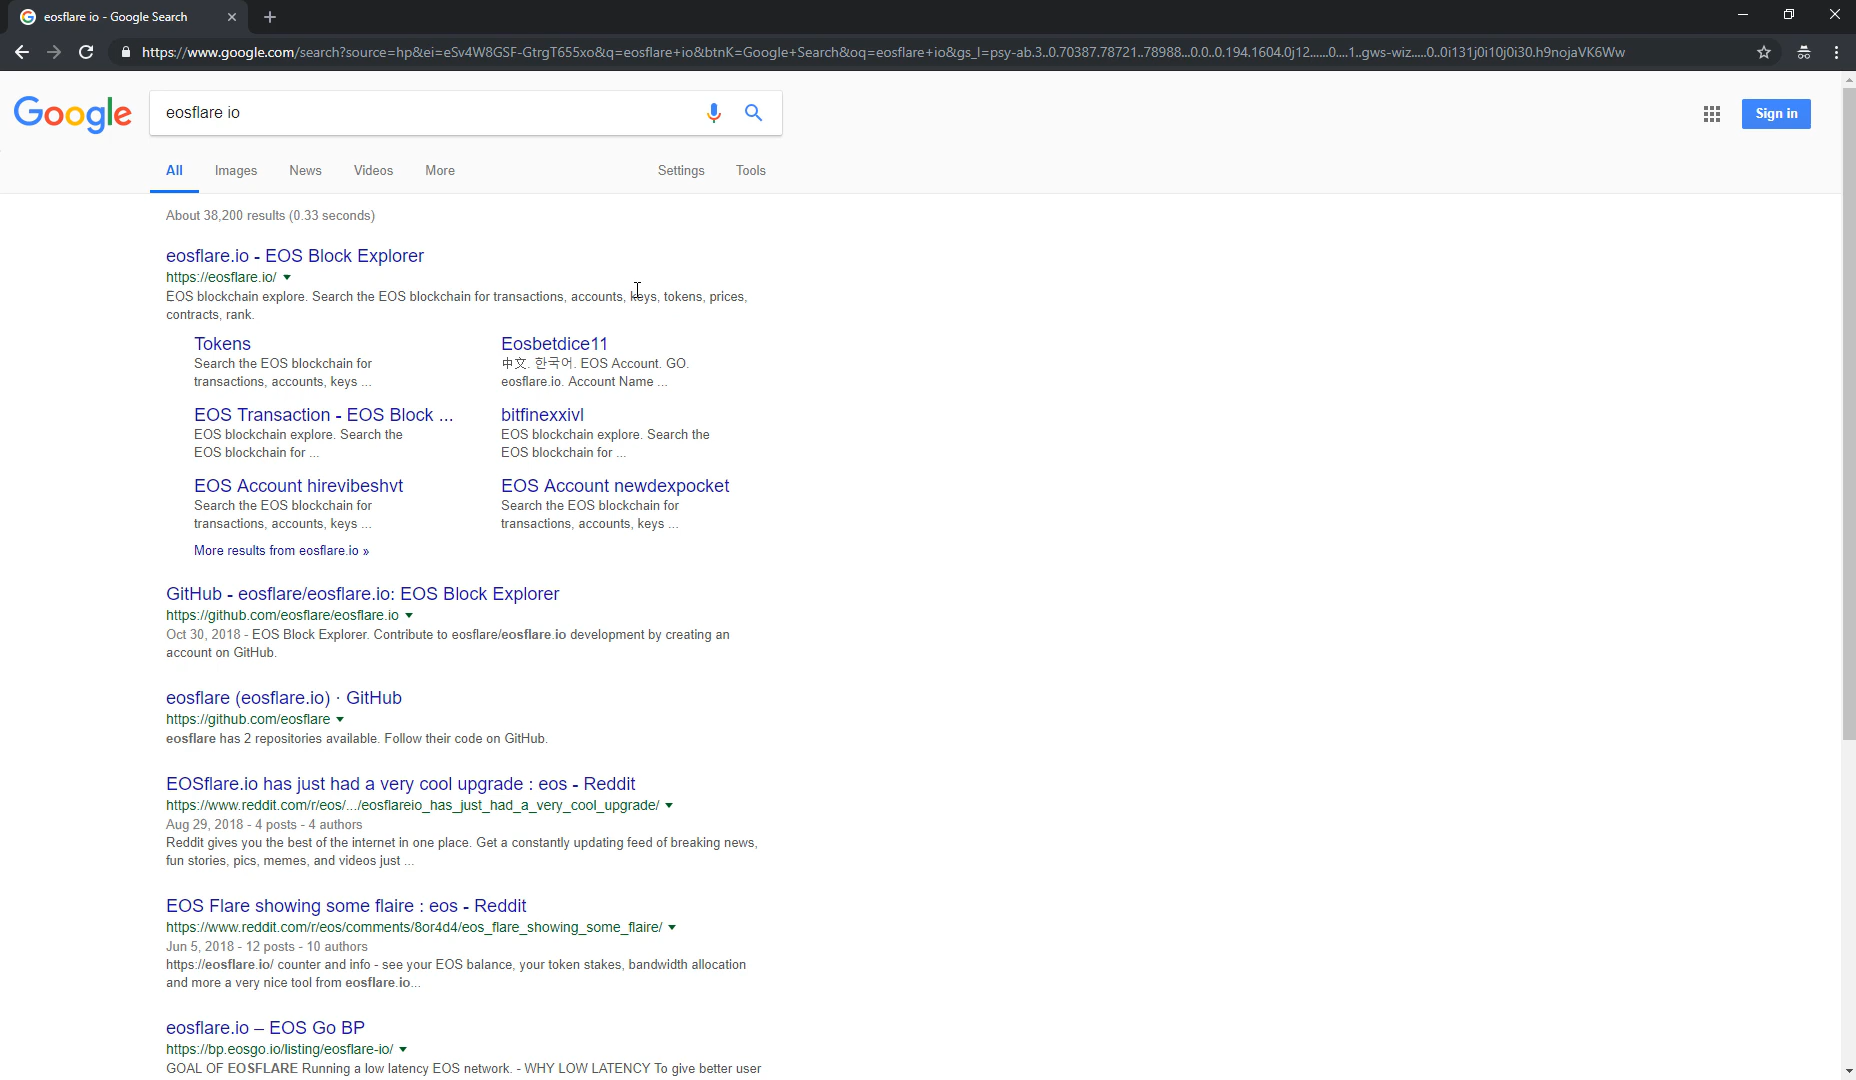 eosflare io - Google Search
https://www.google.com/search?source=hp&ei=eSv4W8GSF-GtrgT655xo&q=eosflare+io&btnK=Google+Search&oq=eosflare+io&gs_l=psy-ab.3..0.70387.78721..78988...0.0..0.194.1604.0j12......0....1..gws-wiz.....0..0i131j0i10j0i30.h9nojaVK6Ww
Google
eosflare io
Sign in
All Images News Videos More Settings Tools
About 38,200 results (0.33 seconds)
eosflare.io - EOS Block Explorer
https://eosflare.io/
EOS blockchain explore. Search the EOS blockchain for transactions, accounts, keys, tokens, prices,
contracts, rank.
Tokens
Search the EOS blockchain for
transactions, accounts, keys ...
Eosbetdice11
中文. 한국어. EOS Account. GO.
eosflare.io. Account Name ...
EOS Transaction - EOS Block ...
EOS blockchain explore. Search the
EOS blockchain for ...
bitfinexxivl
EOS blockchain explore. Search the
EOS blockchain for ...
EOS Account hirevibeshvt
Search the EOS blockchain for
transactions, accounts, keys ...
EOS Account newdexpocket
Search the EOS blockchain for
transactions, accounts, keys ...
More results from eosflare.io »
GitHub - eosflare/eosflare.io: EOS Block Explorer
https://github.com/eosflare/eosflare.io
Oct 30, 2018 - EOS Block Explorer. Contribute to eosflare/eosflare.io development by creating an
account on GitHub.
eosflare (eosflare.io) · GitHub
https://github.com/eosflare
eosflare has 2 repositories available. Follow their code on GitHub.
EOSflare.io has just had a very cool upgrade : eos - Reddit
https://www.reddit.com/r/eos/.../eosflareio_has_just_had_a_very_cool_upgrade/
Aug 29, 2018 - 4 posts - 4 authors
Reddit gives you the best of the internet in one place. Get a constantly updating feed of breaking news,
fun stories, pics, memes, and videos just ...
EOS Flare showing some flaire : eos - Reddit
https://www.reddit.com/r/eos/comments/8or4d4/eos_flare_showing_some_flaire/
Jun 5, 2018 - 12 posts - 10 authors
https://eosflare.io/ counter and info - see your EOS balance, your token stakes, bandwidth allocation
and more a very nice tool from eosflare.io...
eosflare.io – EOS Go BP
https://bp.eosgo.io/listing/eosflare-io/
GOAL OF EOSFLARE Running a low latency EOS network. - WHY LOW LATENCY To give better user